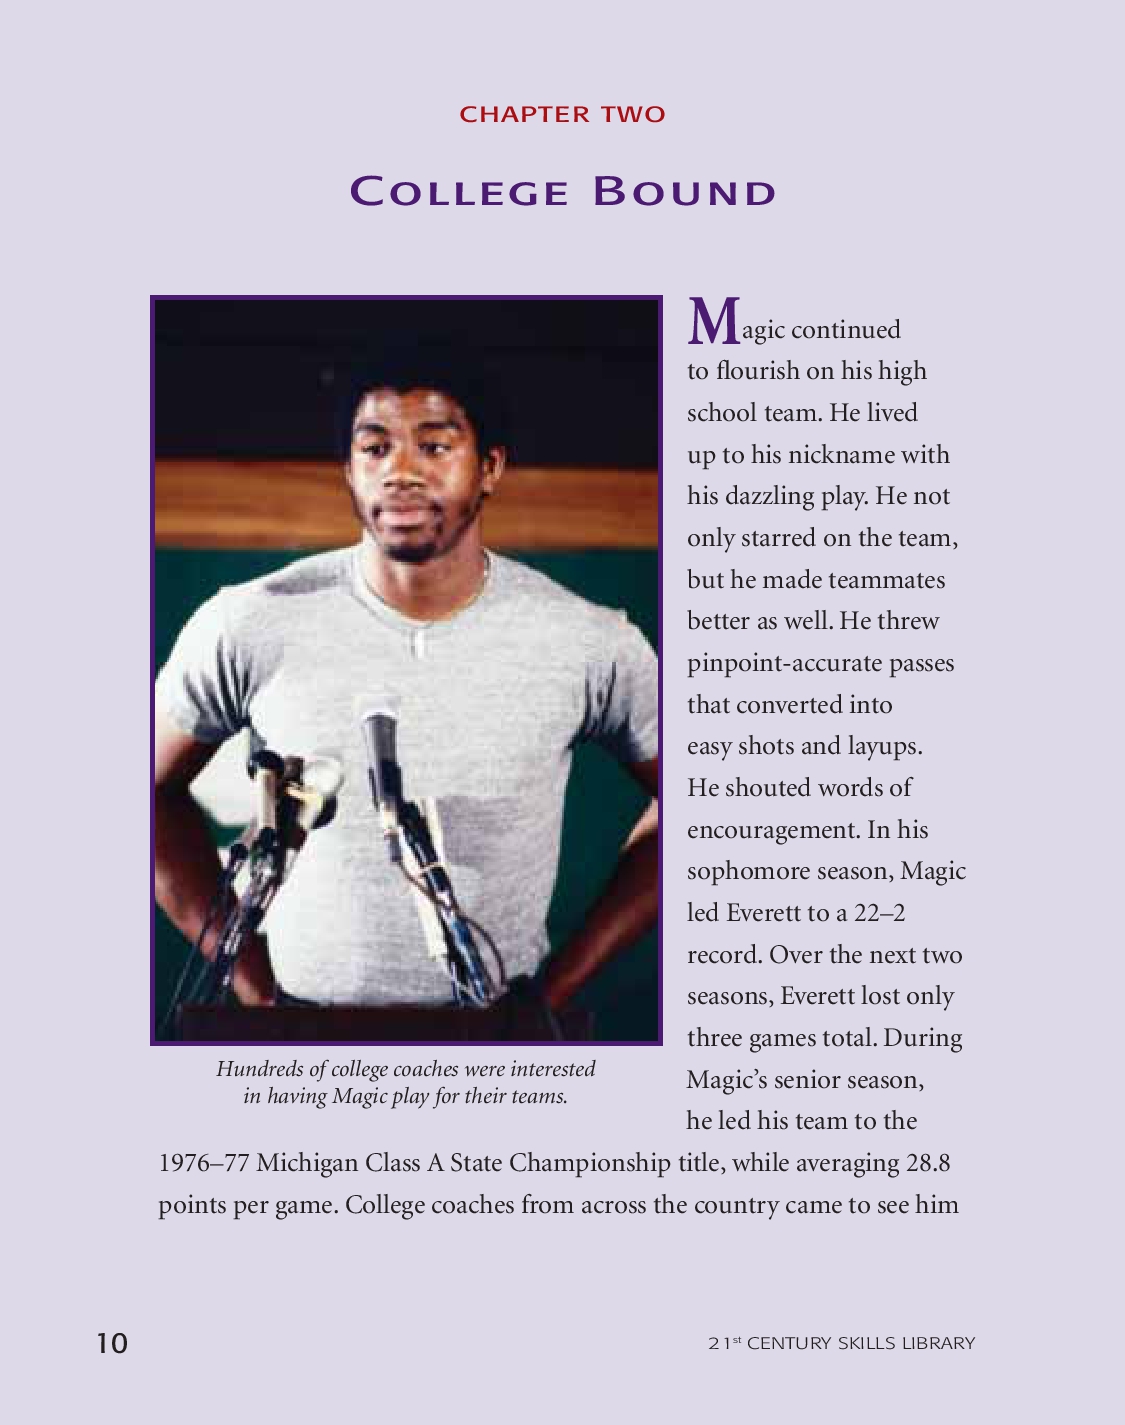 CHAPTER TWO
COLLEGE BOUND
Magic continued
to flourish on his high
school team. He lived
up to his nickname with
his dazzling play. He not
only starred on the team,
but he made teammates
better as well. He threw
pinpoint-accurate passes
that converted into
easy shots and layups.
He shouted words of
encouragement. In his
sophomore season, Magic
led Everett to a 22–2
record. Over the next two
seasons, Everett lost only
three games total. During
Magic’s senior season,
he led his team to the
1976–77 Michigan Class A State Championship title, while averaging 28.8
points per game. College coaches from across the country came to see him
Hundreds of college coaches were interested
in having Magic play for their teams.
10
21st CENTURY SKILLS LIBRARY